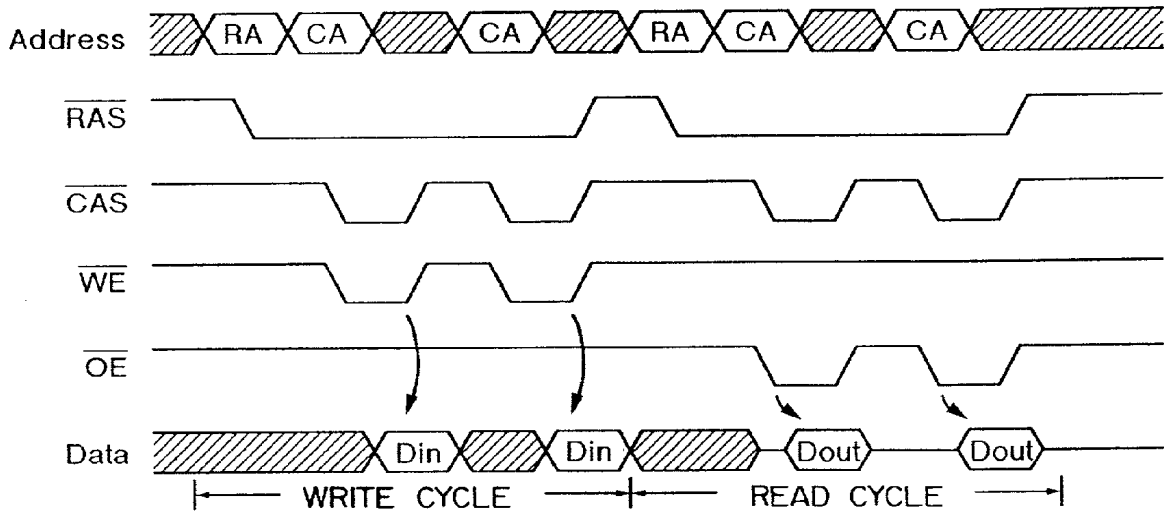 Address RA CA CA RA CA CA
RAS
CAS
WE
OE
Data Din Din Dout Dout
WRITE CYCLE READ CYCLE